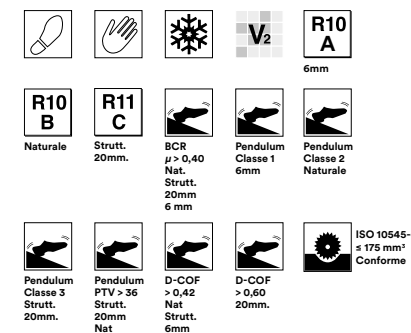 V2
R10
A
6mm
R10
B
Naturale
R11
C
Strutt.
20mm.
BCR
μ > 0,40
Nat.
Strutt.
20mm
6 mm
Pendulum
Classe 1
6mm
Pendulum
Classe 2
Naturale
Pendulum
Classe 3
Strutt.
20mm.
Pendulum
PTV > 36
Strutt.
20mm
Nat
D-COF
> 0,42
Nat
Strutt.
6mm
D-COF
> 0,60
20mm.
ISO 10545-
≤ 175 mm³
Conforme